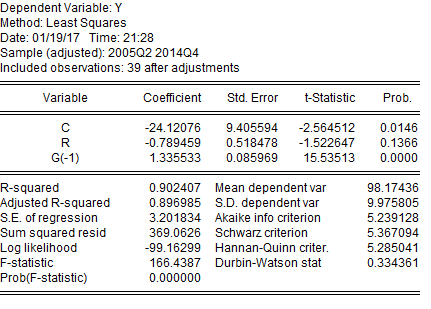 Dependent Variable: Y
Method: Least Squares
Date: 01/19/17 Time: 21:28
Sample (adjusted): 2005Q2 2014Q4
Included observations: 39 after adjustments
Variable Coefficient Std. Error t-Statistic Prob.
C -24.12076 9.405594 -2.564512 0.0146
R -0.789459 0.518478 -1.522647 0.1366
G(-1) 1.335533 0.085969 15.53513 0.0000
R-squared 0.902407 Mean dependent var 98.17436
Adjusted R-squared 0.896985 S.D. dependent var 9.975805
S.E. of regression 3.201834 Akaike info criterion 5.239128
Sum squared resid 369.0626 Schwarz criterion 5.367094
Log likelihood -99.16299 Hannan-Quinn criter. 5.285041
F-statistic 166.4387 Durbin-Watson stat 0.334361
Prob(F-statistic) 0.000000